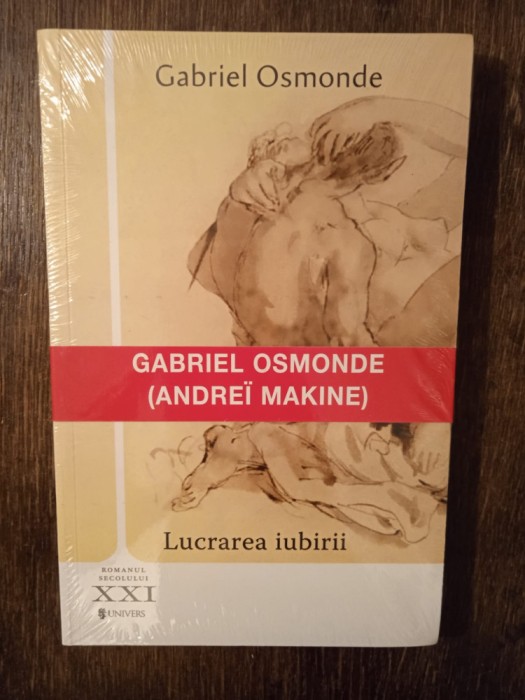 Gabriel Osmonde
GABRIEL OSMONDE
(ANDREÏ MAKINE)
Lucrarea iubirii
ROMANUL
SECOLULUI
XXI
UNIVERS